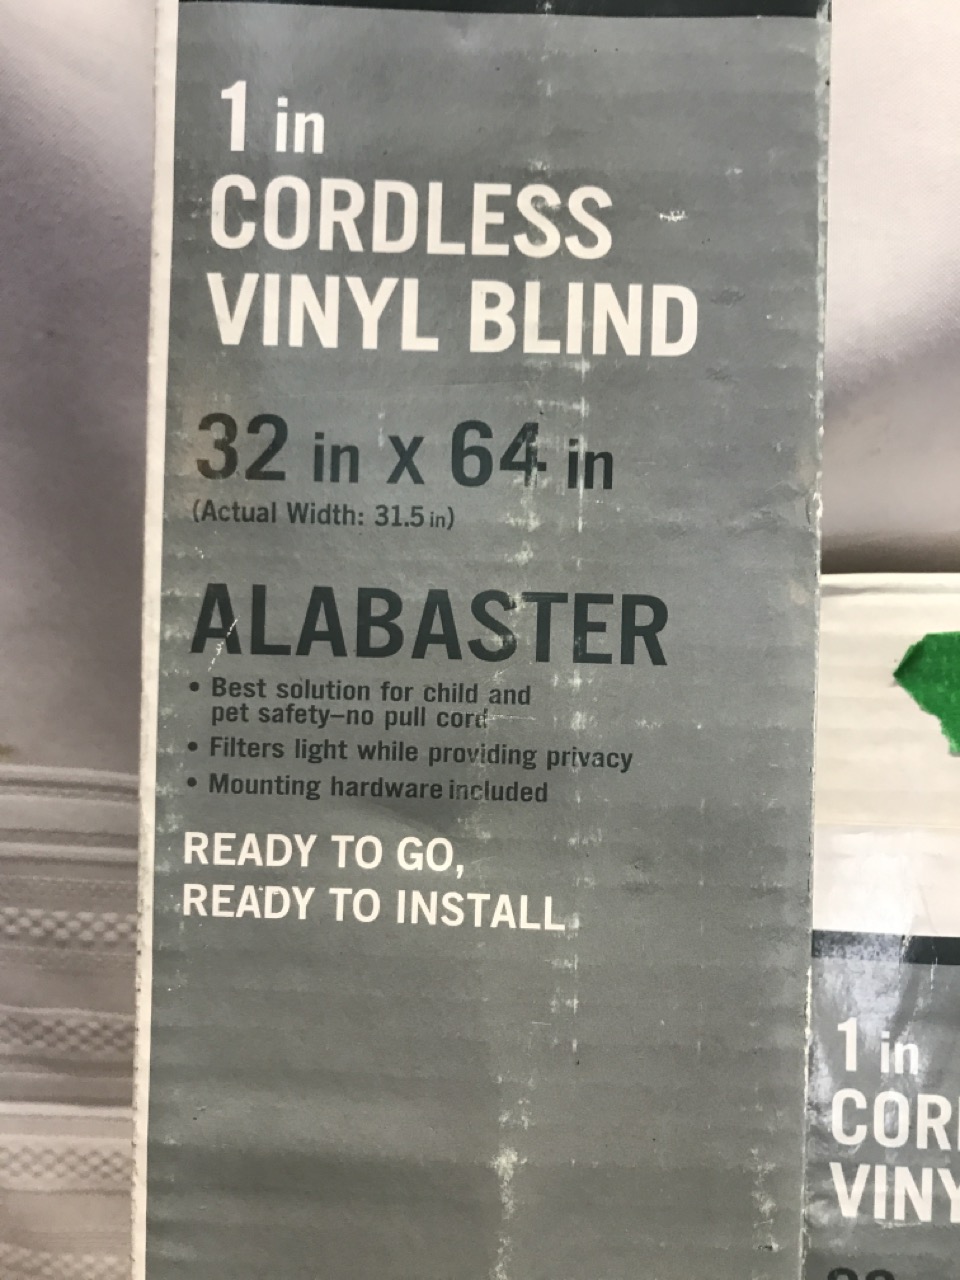 1 in
CORDLESS
VINYL BLIND
32 in x 64 in
(Actual Width: 31.5 in)
ALABASTER
• Best solution for child and
pet safety–no pull cord
• Filters light while providing privacy
• Mounting hardware included
READY TO GO,
READY TO INSTALL
1 in
COR
VINY